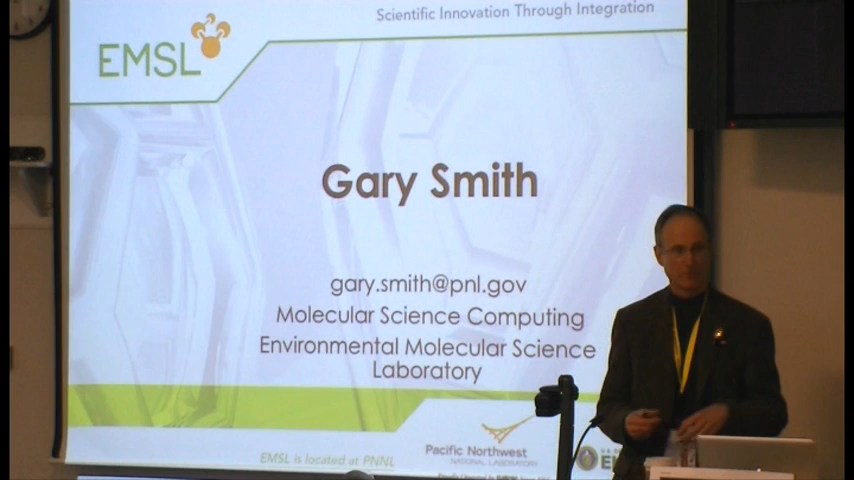 Scientific Innovation Through Integration
EMSL
Gary Smith
gary.smith@pnl.gov
Molecular Science Computing
Environmental Molecular Science
Laboratory
Pacific Northwest
NATIONAL LABORATORY
EMSL is located at PNNL